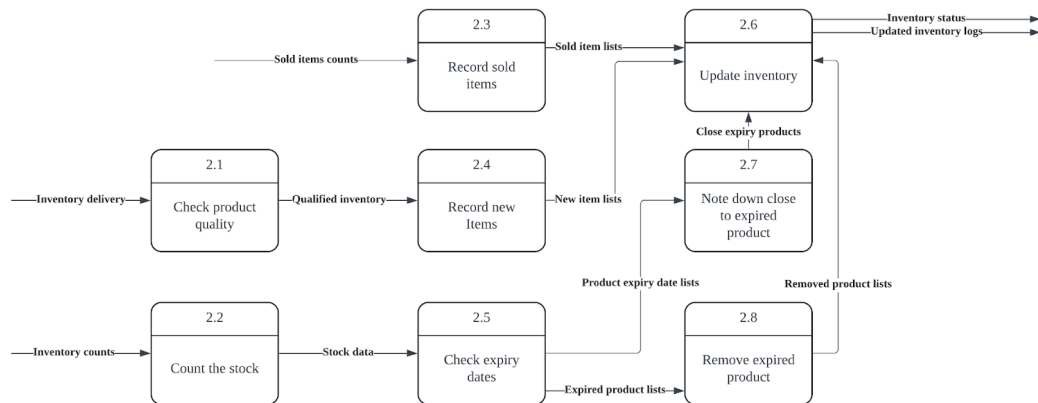 2.3
Record sold
items
2.6
Update inventory
Inventory status
Updated inventory logs
Sold items counts
Sold item lists
Close expiry products
2.1
Check product
quality
2.4
Record new
Items
2.7
Note down close
to expired
product
Inventory delivery
Qualified inventory
New item lists
Product expiry date lists
Removed product lists
2.2
Count the stock
2.5
Check expiry
dates
2.8
Remove expired
product
Inventory counts
Stock data
Expired product lists